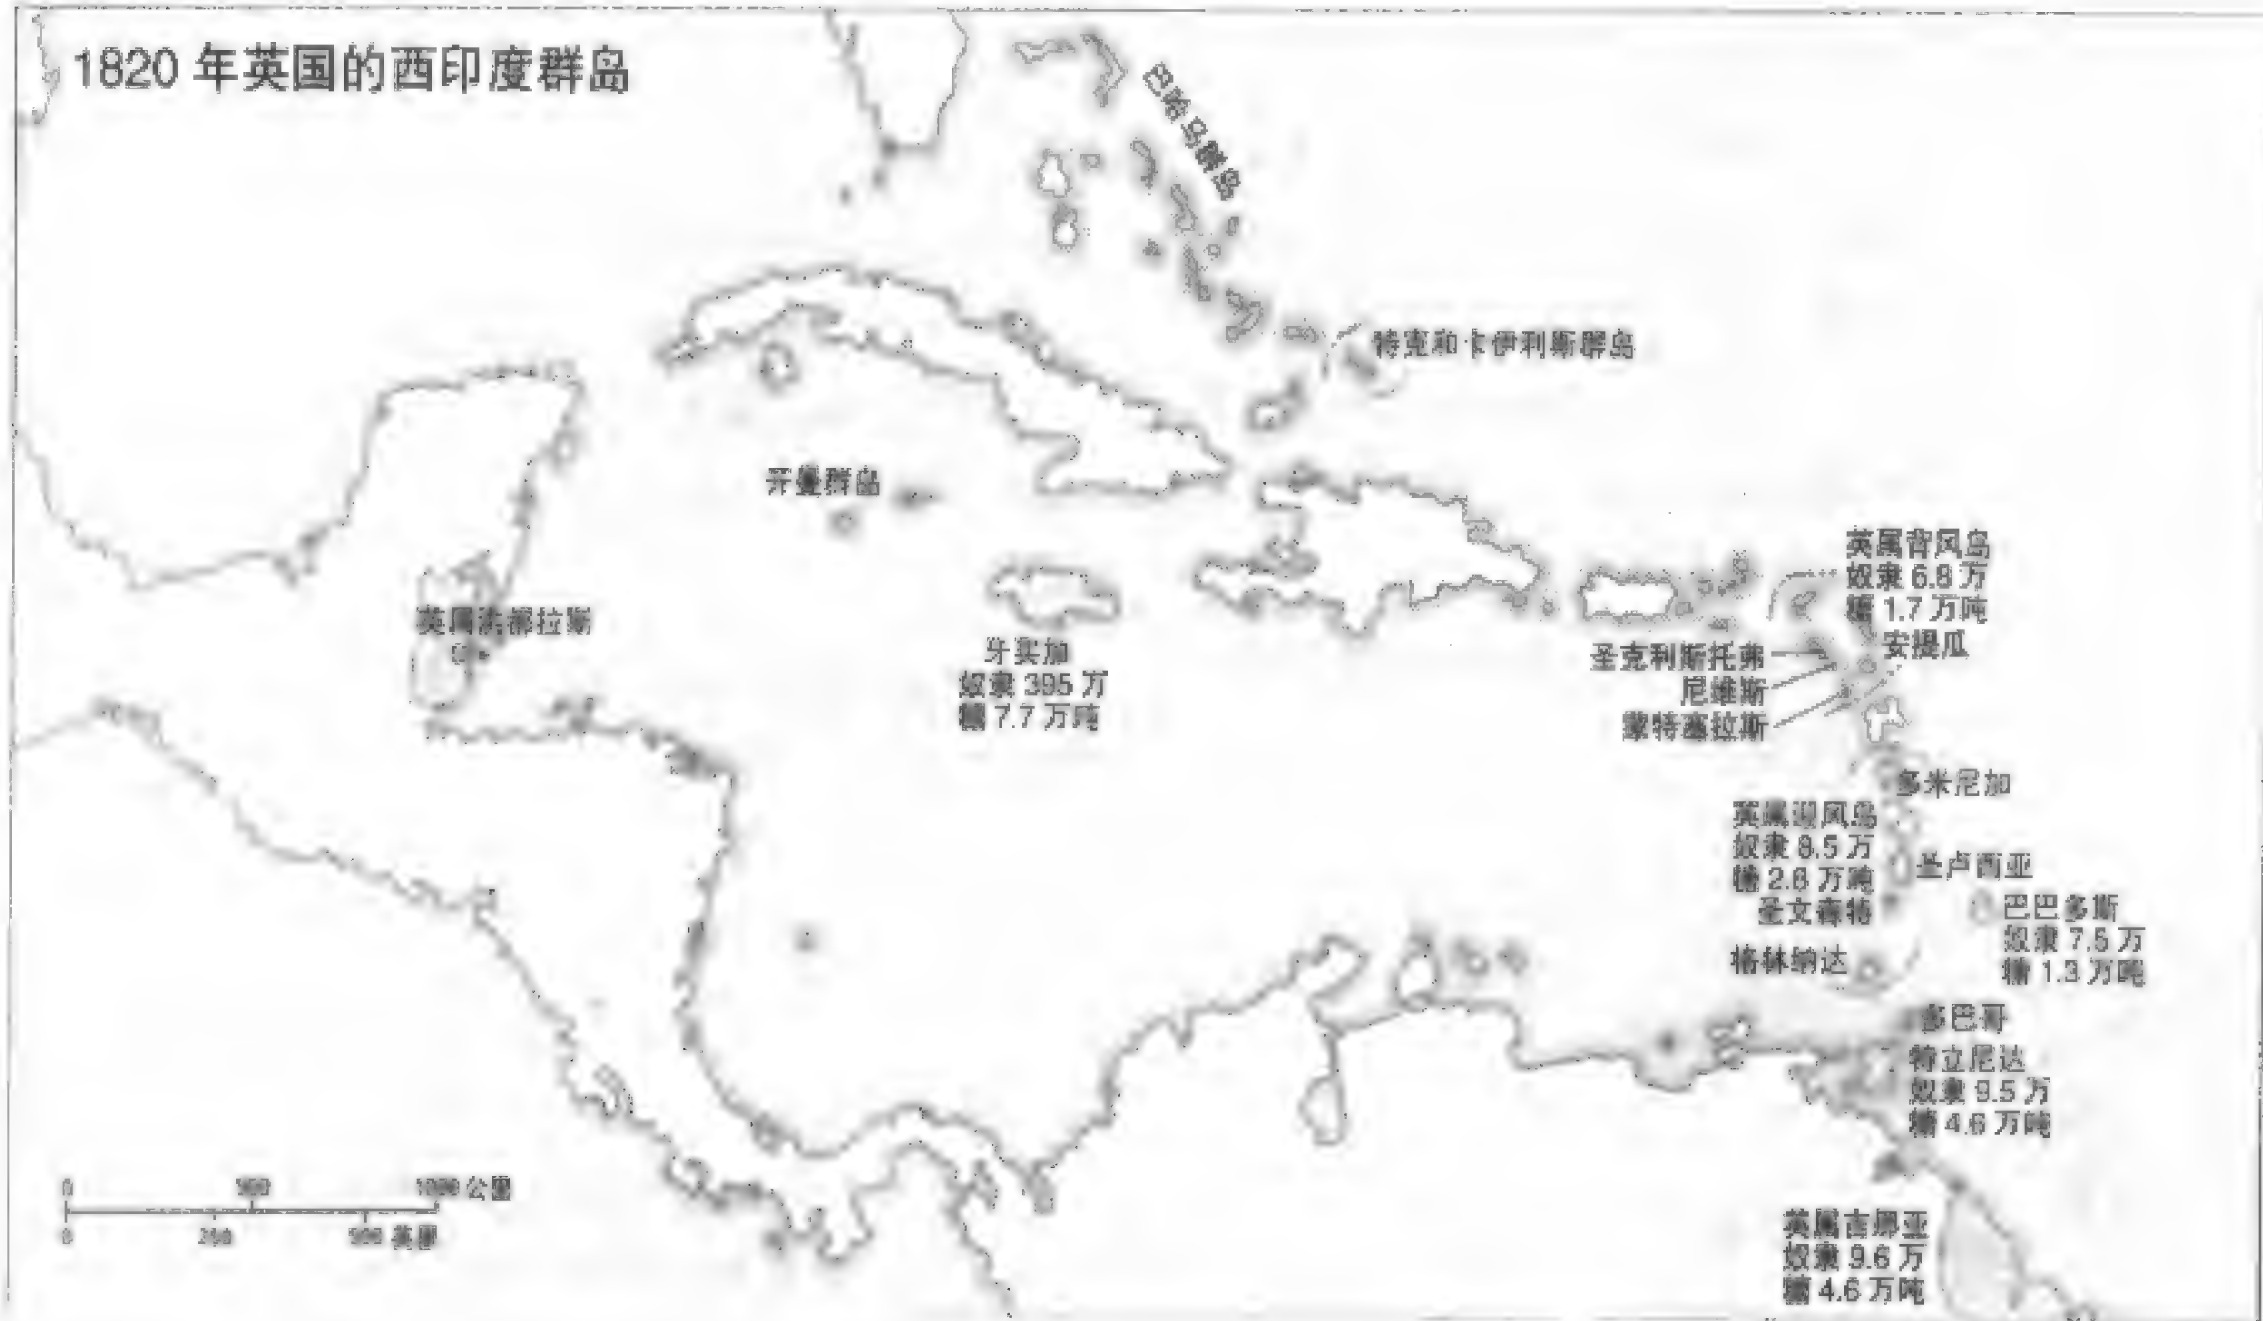 1820 年英国的西印度群岛
巴哈马群岛
特克和卡伊利斯群岛
开曼群岛
英属洪都拉斯
牙买加
奴隶 395 万
糖 7.7 万吨
英属背风岛
奴隶 6.8 万
糖 1.7 万吨
安提瓜
圣克利斯托弗
尼维斯
蒙特塞拉斯
多米尼加
英属迎风岛
奴隶 8.5 万
糖 2.6 万吨
圣卢西亚
圣文森特
巴巴多斯
奴隶 7.5 万
糖 1.3 万吨
格林纳达
多巴哥
特立尼达
奴隶 9.5 万
糖 4.6 万吨
英属吉娜亚
奴隶 9.6 万
糖 4.6 万吨
0 500 1000 公里
0 250 500 英里